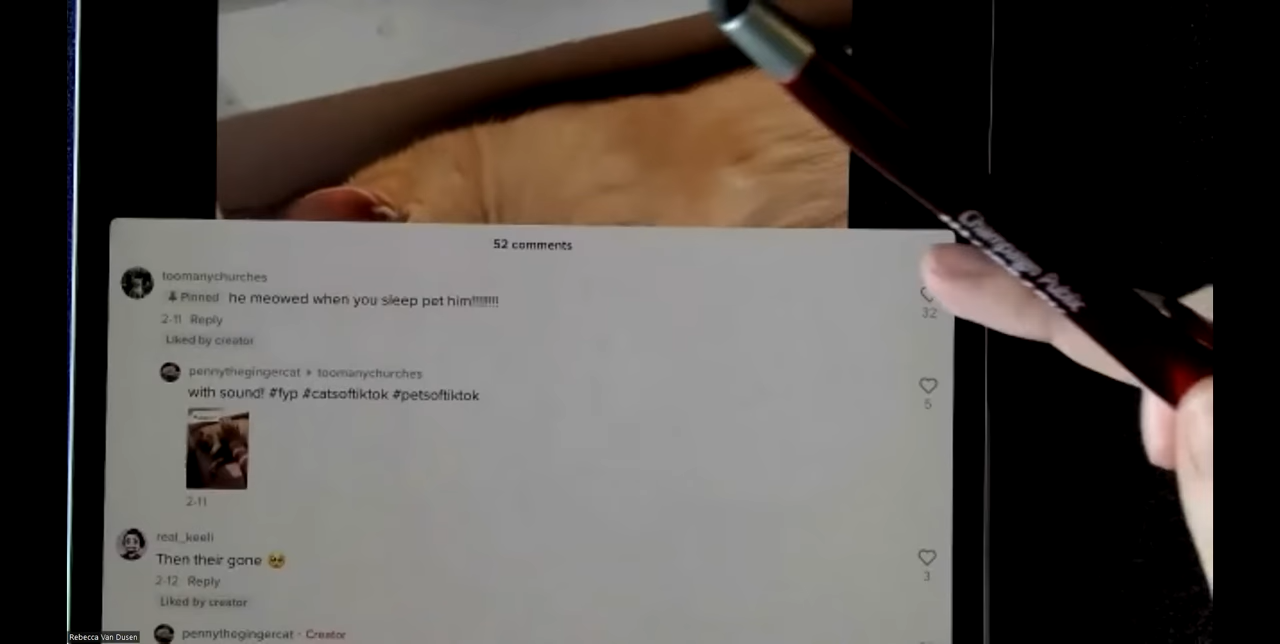 52 comments
toomanychurches
Pinned he meowed when you sleep pet him!!!!!!!!
2-11 Reply
32
Liked by creator
pennythegingercat toomanychurches
with sound! #fyp #catsoftiktok #petsoftiktok
5
2-11
real_keeli
Then their gone 🥺
3
2-12 Reply
Liked by creator
pennythegingercat · Creator
Champaign Public
Rebecca Van Dusen